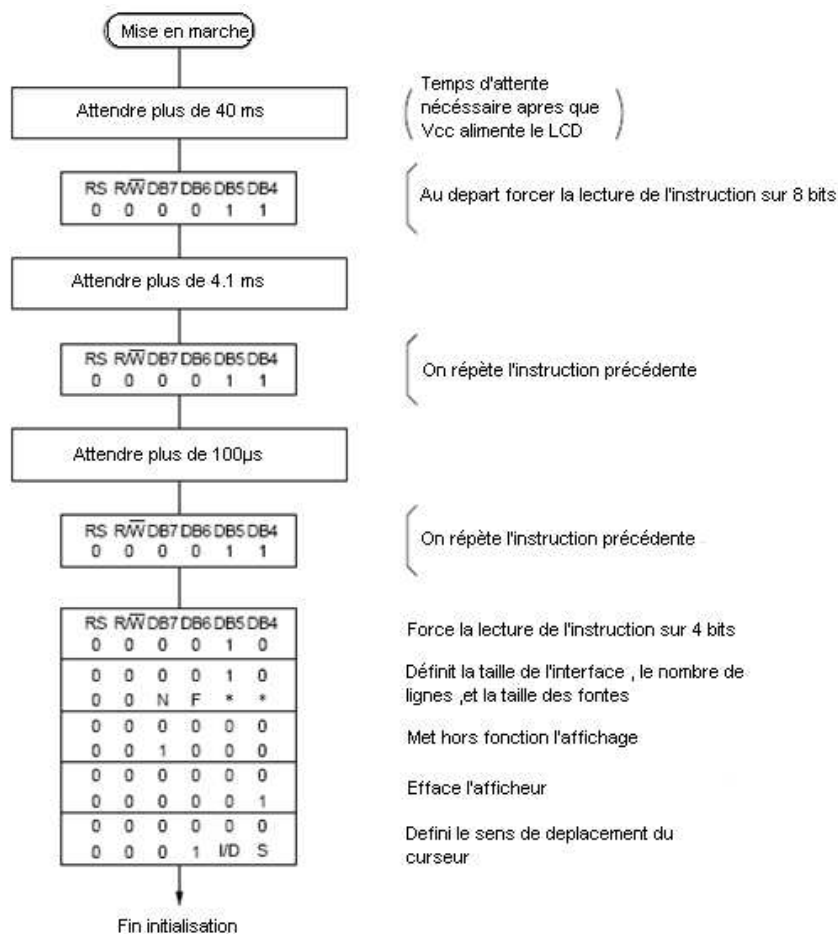 Mise en marche
Attendre plus de 40 ms
Temps d'attente
nécéssaire apres que
Vcc alimente le LCD
RS R/W DB7 DB6 DB5 DB4
0 0 0 0 1 1
Au depart forcer la lecture de l'instruction sur 8 bits
Attendre plus de 4.1 ms
RS R/W DB7 DB6 DB5 DB4
0 0 0 0 1 1
On répète l'instruction précédente
Attendre plus de 100µs
RS R/W DB7 DB6 DB5 DB4
0 0 0 0 1 1
On répète l'instruction précédente
RS R/W DB7 DB6 DB5 DB4
0 0 0 0 1 0
Force la lecture de l'instruction sur 4 bits
0 0 0 0 1 0
0 0 N F * *
Définit la taille de l'interface , le nombre de
lignes ,et la taille des fontes
0 0 0 0 0 0
0 0 1 0 0 0
Met hors fonction l'affichage
0 0 0 0 0 0
0 0 0 0 0 1
Efface l'afficheur
0 0 0 0 0 0
0 0 0 1 I/D S
Defini le sens de deplacement du
curseur
Fin initialisation